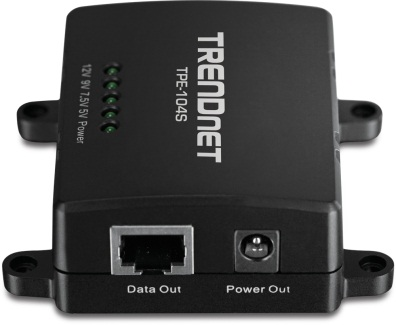 TRENDNET
TPE-104S
12V 9V 7.5V 5V Power
Data Out
Power Out